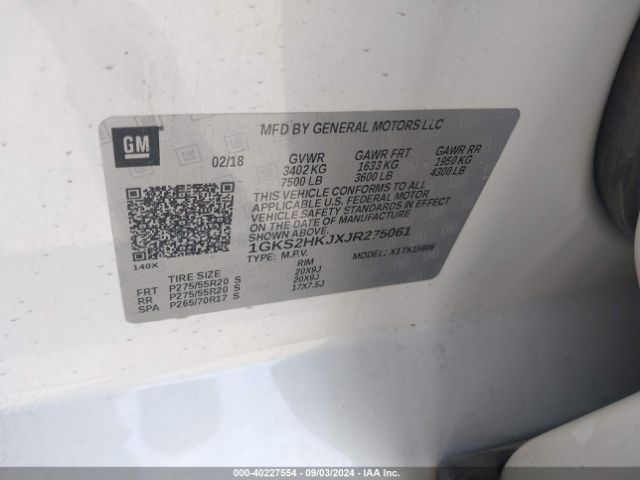 GM
MFD BY GENERAL MOTORS LLC
02/18 GVWR GAWR FRT GAWR RR
3402 KG 1633 KG 1950 KG
7500 LB 3600 LB 4300 LB
THIS VEHICLE CONFORMS TO ALL
APPLICABLE U.S. FEDERAL MOTOR
VEHICLE SAFETY STANDARDS IN EFFECT
ON THE DATE OF MANUFACTURE
SHOWN ABOVE.
1GKS2HKJXJR275061
TYPE: M.P.V. MODEL: X1TK15906
140X
TIRE SIZE RIM
FRT P275/55R20 S 20X9J
RR P275/55R20 S 20X9J
SPA P265/70R17 S 17X7.5J
000-40227554 - 09/03/2024 - IAA Inc.